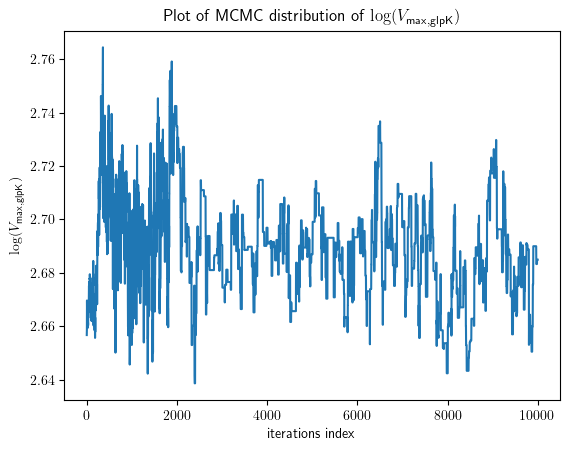 Plot of MCMC distribution of log(V_max,glpK)
2.76
2.74
2.72
2.70
2.68
2.66
2.64
log(V_max,glpK)
0 2000 4000 6000 8000 10000
iterations index